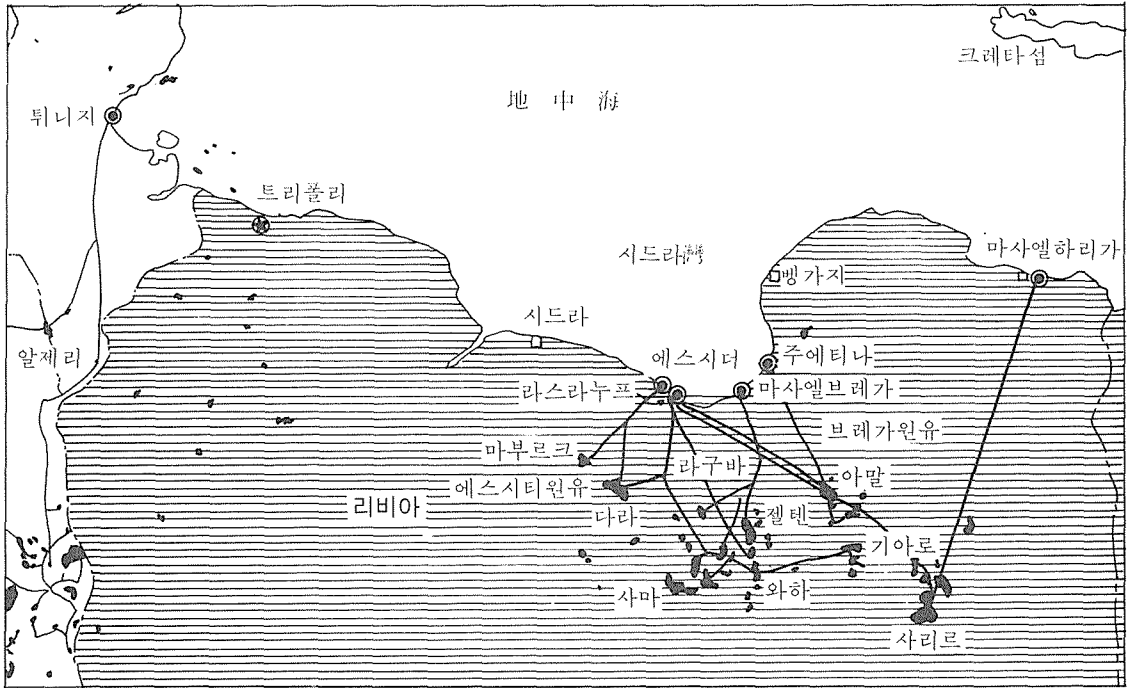 크레타섬
地中海
튀니지
트리폴리
시드라灣
마사엘하리가
벵가지
시드라
알제리
에스시더
주에티나
라스라누프
마사엘브레가
브레가원유
마부르크
라구바
아말
에스시티원유
리비아
다라
젤텐
기아로
사마
와하
사리르